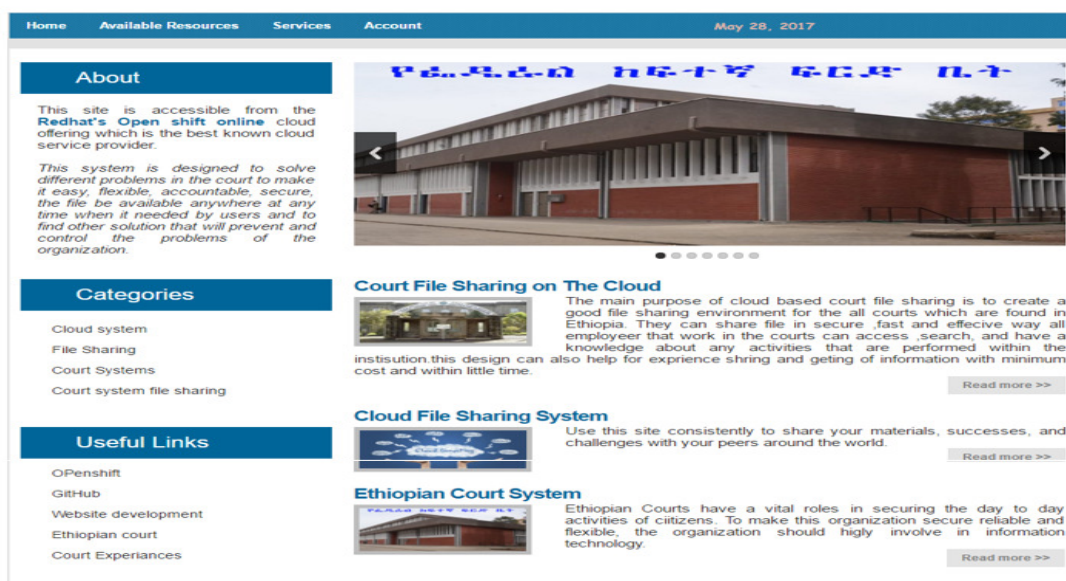 Home Available Resources Services Account May 28, 2017
About
This site is accessible from the
Redhat's Open shift online cloud
offering which is the best known cloud
service provider.
This system is designed to solve
different problems in the court to make
it easy, flexible, accountable, secure,
the file be available anywhere at any
time when it needed by users and to
find other solution that will prevent and
control the problems of the
organization.
Categories
Cloud system
File Sharing
Court Systems
Court system file sharing
Useful Links
OPenshift
GitHub
Website development
Ethiopian court
Court Experiances
የፌዴራል ከፍተኛ ፍርድ ቤት
Court File Sharing on The Cloud
The main purpose of cloud based court file sharing is to create a
good file sharing environment for the all courts which are found in
Ethiopia. They can share file in secure ,fast and effecive way all
employeer that work in the courts can access ,search, and have a
knowledge about any activities that are performed within the
instisution.this design can also help for exprience shring and geting of information with minimum
cost and within little time.
Read more >>
Cloud File Sharing System
Cloud Storage
Use this site consistently to share your materials, successes, and
challenges with your peers around the world.
Read more >>
Ethiopian Court System
የፌዴራል ከፍተኛ ፍርድ ቤት
Ethiopian Courts have a vital roles in securing the day to day
activities of ciitizens. To make this organization secure reliable and
flexible, the organization should higly involve in information
technology.
Read more >>